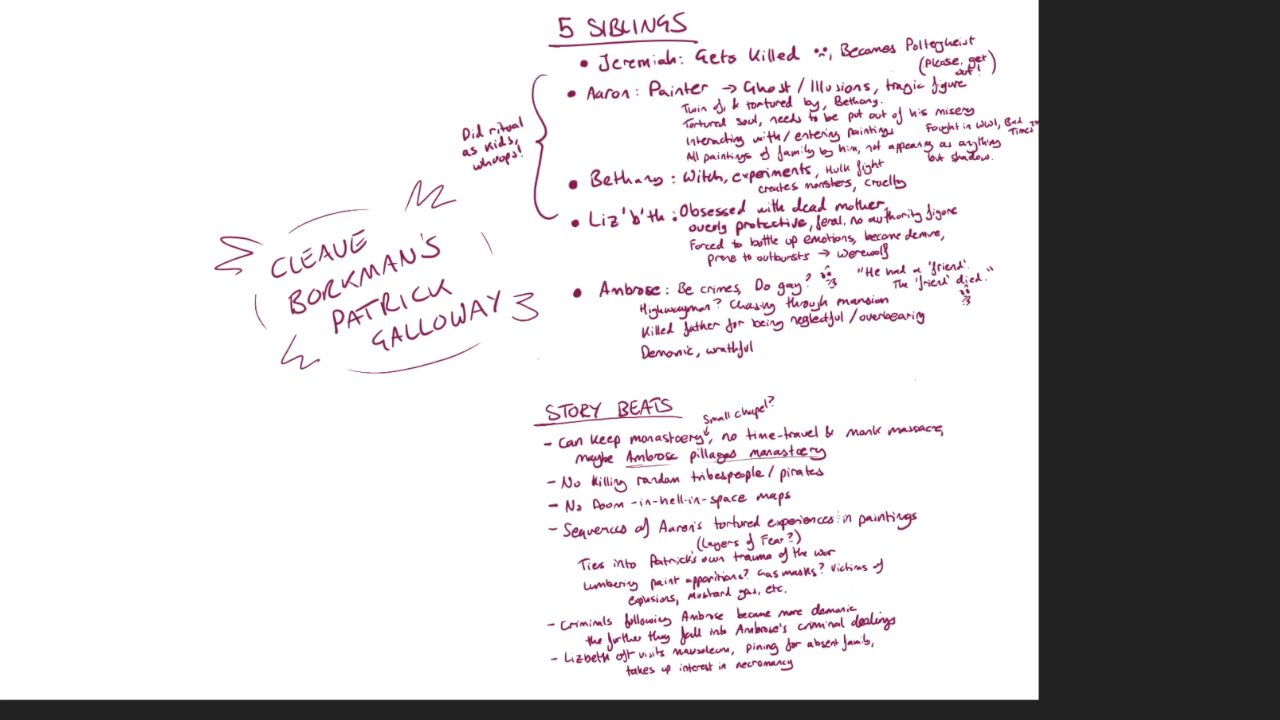 5 SIBLINGS
• Jeremiah: Gets Killed :(, Becomes Poltergheist
(Please, get out!)
Did ritual as kids, whoops!
• Aaron: Painter → Ghost / Illusions, tragic figure
Twin of, & tortured by, Bethany.
Tortured soul, needs to be put out of his misery
Interacting with/entering paintings
Fought in WWI, Bad Times™
All paintings of family by him, not appearing as anything but shadow.
• Bethany: Witch, experiments, Hulk fight
creates monsters, cruelty
• Liz'b'th: Obsessed with dead mother,
overly protective, feral, no authority figure
Forced to bottle up emotions, become demure,
prone to outbursts → werewolf
CLEAVE
BORKMAN'S
PATRICK
GALLOWAY 3
• Ambrose: Be crimes, Do gay?
"He had a 'friend'.
The 'friend' died."
Highwayman? Chasing through mansion
Killed father for being neglectful/overbearing
Demonic, wrathful
STORY BEATS
Small chapel?
- Can keep monastoery, no time-travel & monk massacre,
maybe Ambrose pillages monastoery
- No killing random tribespeople/pirates
- No Doom-in-hell-in-space maps
- Sequences of Aaron's tortured experiences in paintings
(Layers of Fear?)
Ties into Patrick's own trauma of the war
Lumbering paint apparitions? Gas masks? Victims of
explosions, mustard gas, etc.
- Criminals following Ambrose become more demonic
the further they fall into Ambrose's criminal dealings
- Lizbeth oft visits mausoleum, pining for absent family,
takes up interest in necromancy